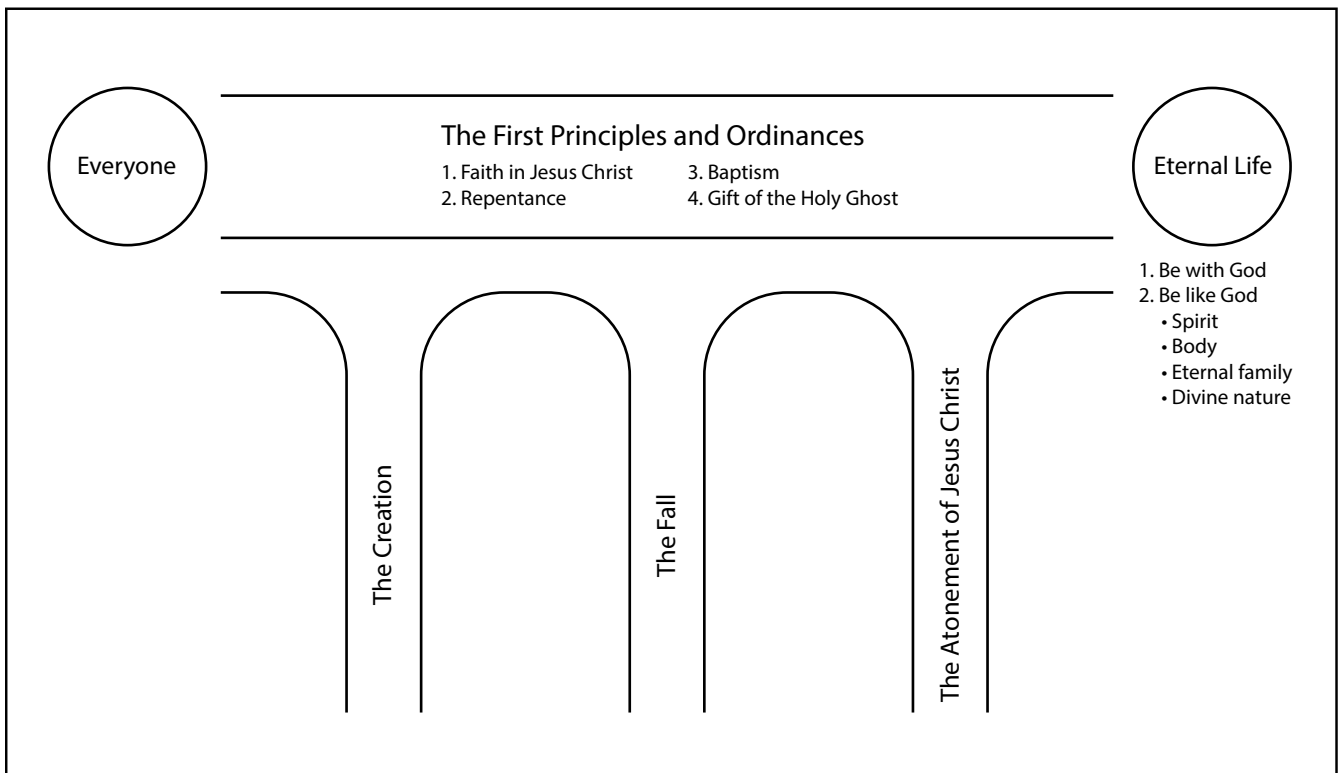 Everyone
The First Principles and Ordinances
1. Faith in Jesus Christ
2. Repentance
3. Baptism
4. Gift of the Holy Ghost
Eternal Life
1. Be with God
2. Be like God
• Spirit
• Body
• Eternal family
• Divine nature
The Creation
The Fall
The Atonement of Jesus Christ